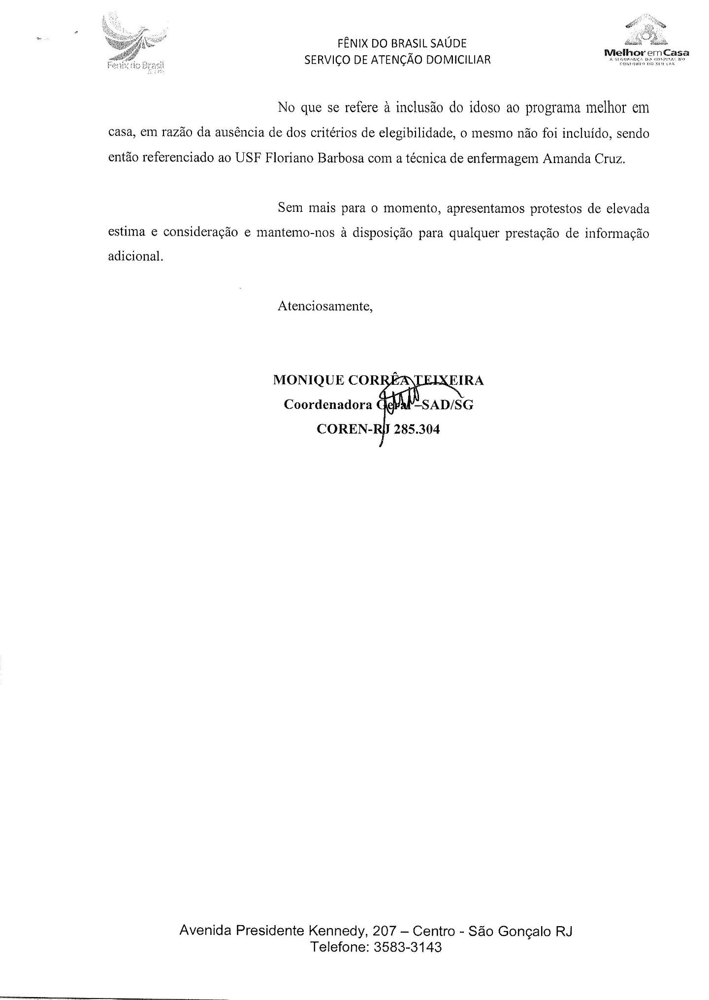 Fenix do Brasil
FÊNIX DO BRASIL SAÚDE
SERVIÇO DE ATENÇÃO DOMICILIAR
Melhor em Casa
A SEGURANÇA DO HOSPITAL NO
CONFORTO DO SEU LAR
No que se refere à inclusão do idoso ao programa melhor em
casa, em razão da ausência de dos critérios de elegibilidade, o mesmo não foi incluído, sendo
então referenciado ao USF Floriano Barbosa com a técnica de enfermagem Amanda Cruz.
Sem mais para o momento, apresentamos protestos de elevada
estima e consideração e mantemo-nos à disposição para qualquer prestação de informação
adicional.
Atenciosamente,
MONIQUE CORRÊA TEIXEIRA
Coordenadora Geral –SAD/SG
COREN-RJ 285.304
Avenida Presidente Kennedy, 207 – Centro - São Gonçalo RJ
Telefone: 3583-3143